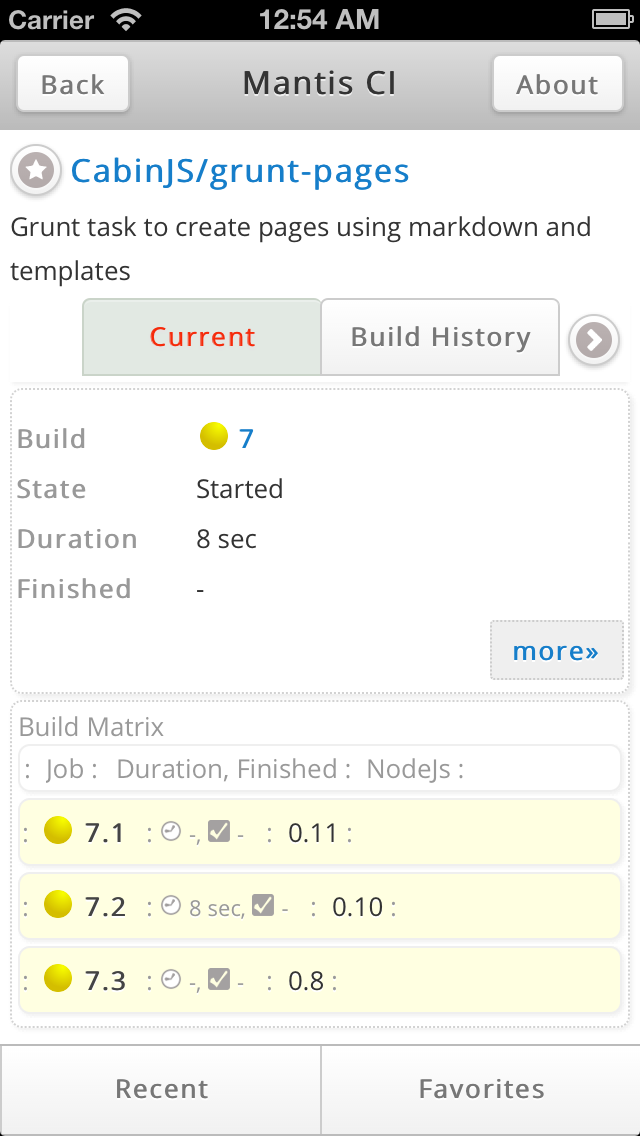 Carrier 12:54 AM
Back Mantis CI About
CabinJS/grunt-pages
Grunt task to create pages using markdown and
templates
Current Build History
Build 7
State Started
Duration 8 sec
Finished -
more»
Build Matrix
: Job : Duration, Finished : NodeJs :
: 7.1 : -, - : 0.11 :
: 7.2 : 8 sec, - : 0.10 :
: 7.3 : -, - : 0.8 :
Recent Favorites